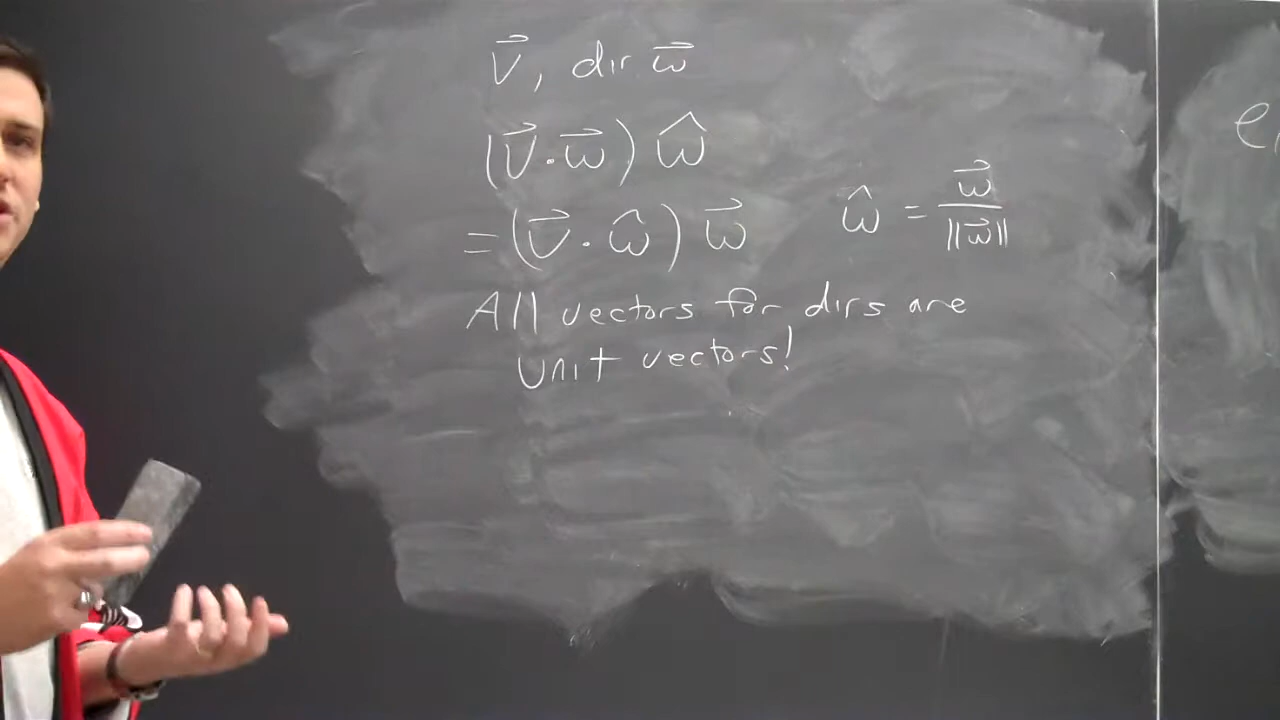 v⃗, dir w⃗
(v⃗·w⃗) ŵ
= (v⃗·ŵ) w⃗
ŵ = w⃗/||w⃗||
All vectors for dirs are
unit vectors!